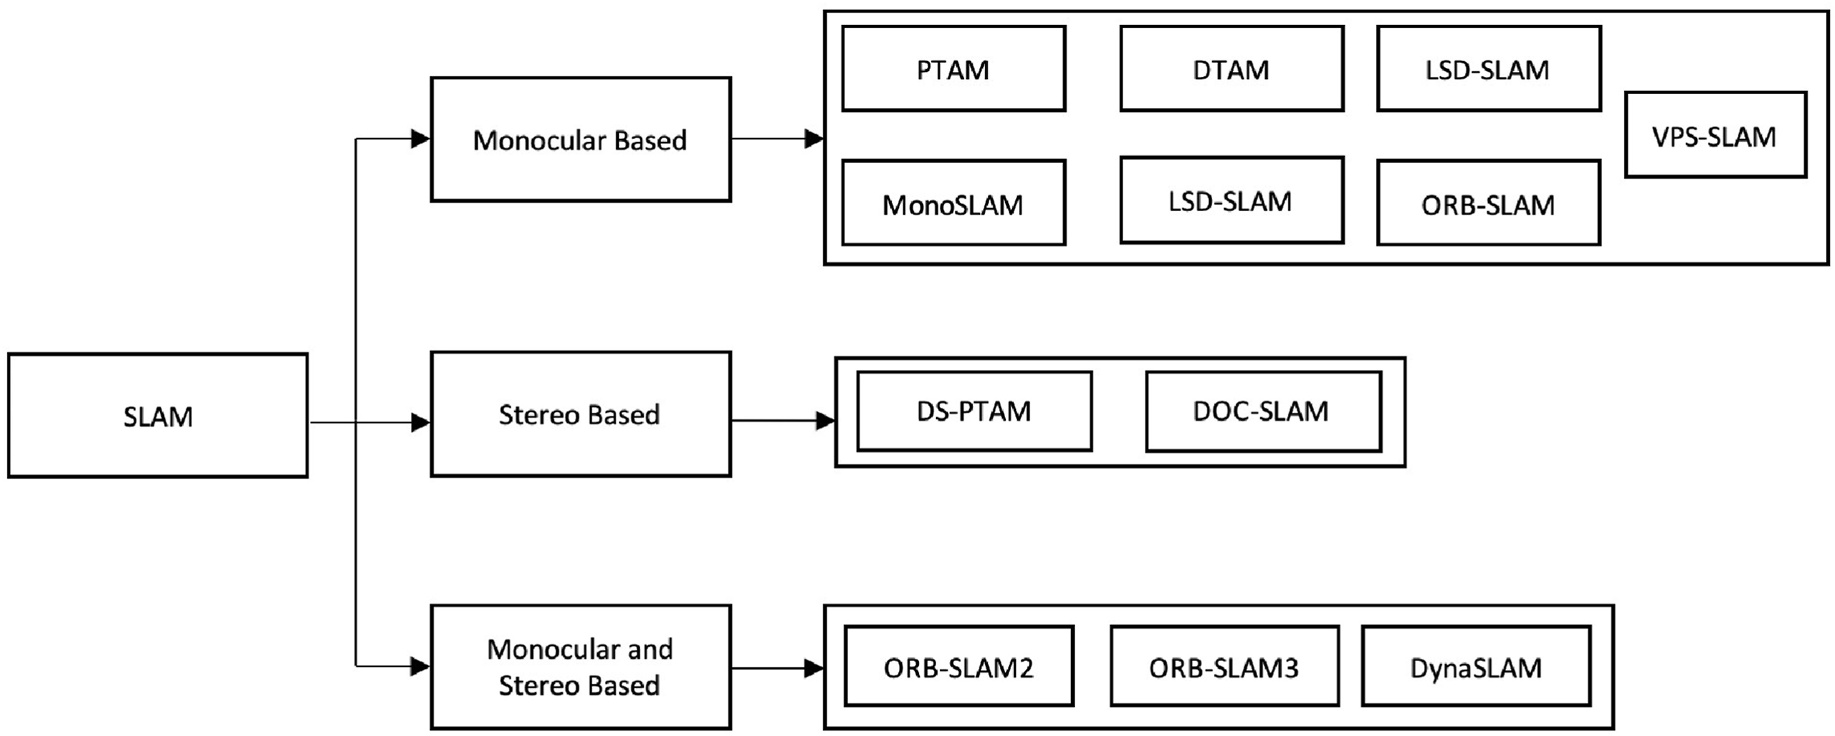 PTAM
DTAM
LSD-SLAM
VPS-SLAM
Monocular Based
MonoSLAM
LSD-SLAM
ORB-SLAM
SLAM
Stereo Based
DS-PTAM
DOC-SLAM
Monocular and
Stereo Based
ORB-SLAM2
ORB-SLAM3
DynaSLAM